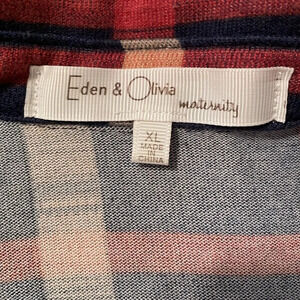 Eden & Olivia
maternity
XL
MADE IN
CHINA